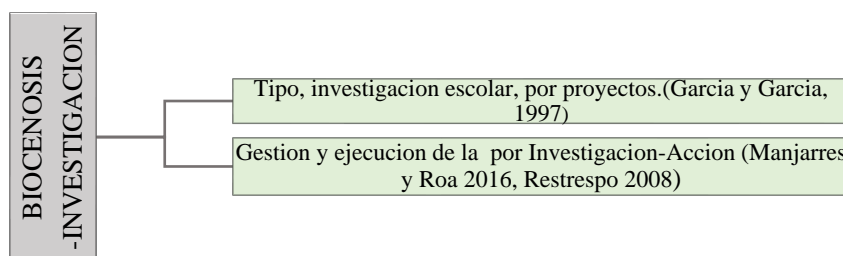 BIOCENOSIS
-INVESTIGACION
Tipo, investigacion escolar, por proyectos.(Garcia y Garcia,
1997)
Gestion y ejecucion de la por Investigacion-Accion (Manjarres
y Roa 2016, Restrespo 2008)